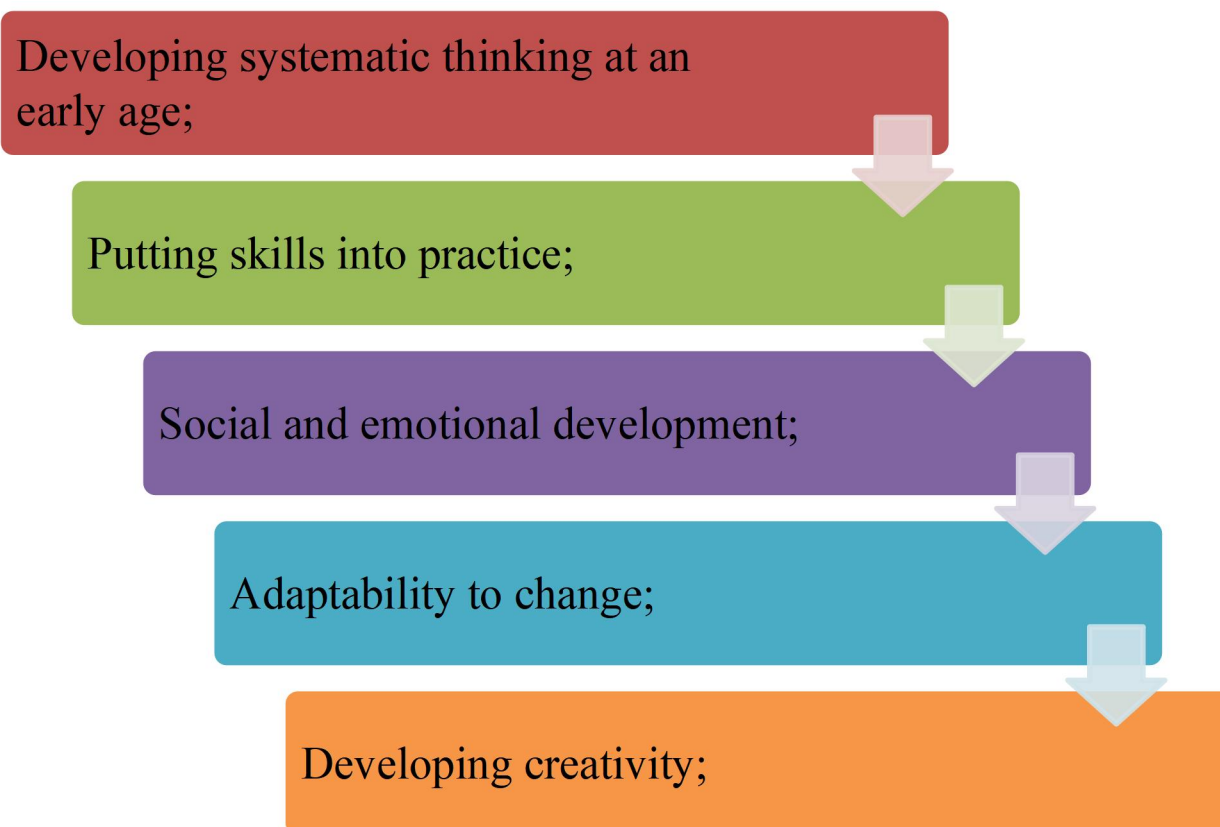 Developing systematic thinking at an
early age;
Putting skills into practice;
Social and emotional development;
Adaptability to change;
Developing creativity;